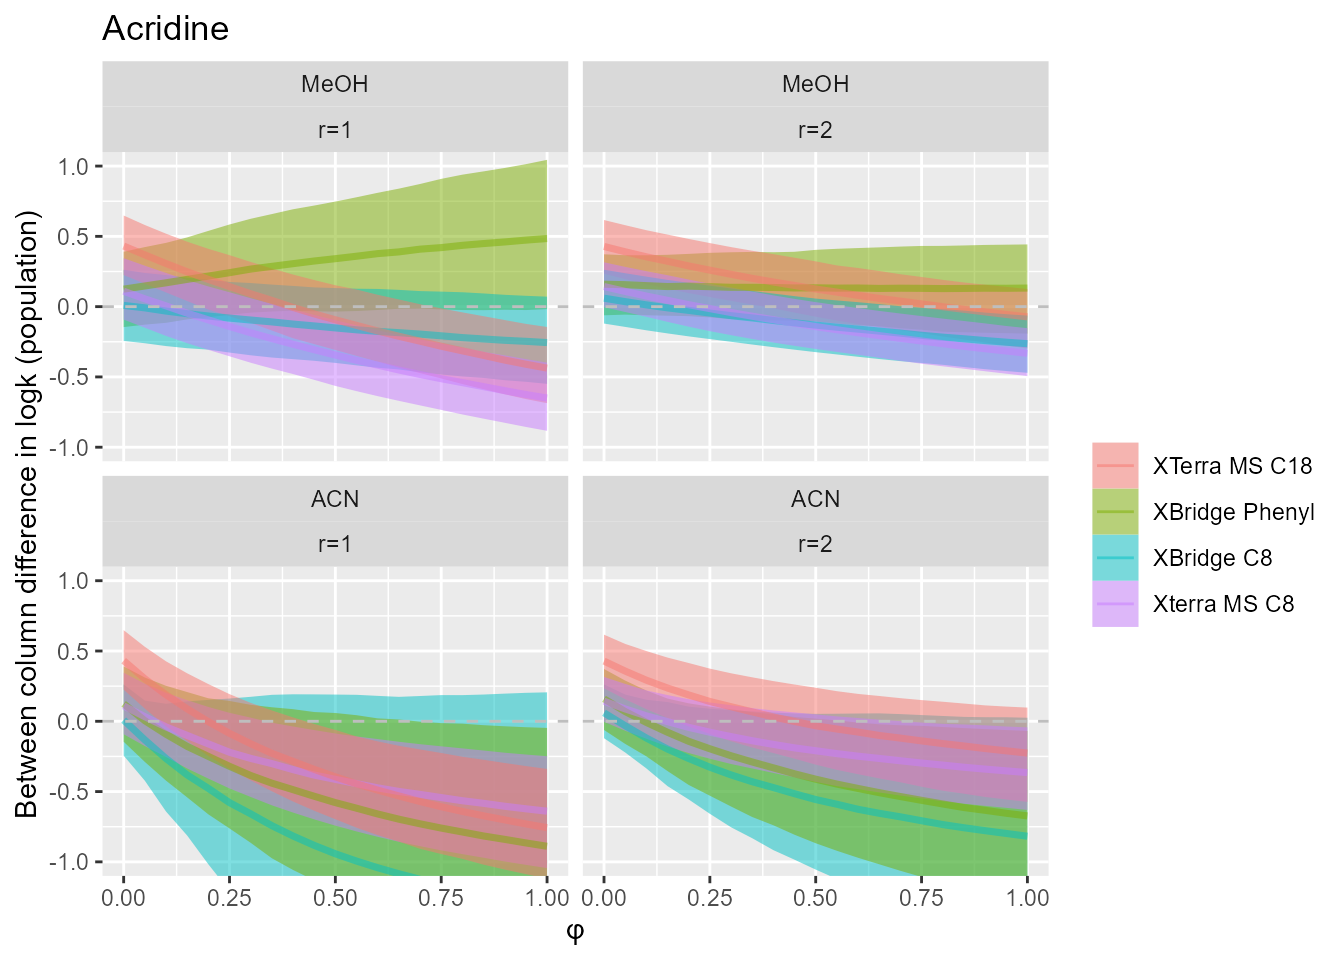 Acridine
MeOH
r=1
MeOH
r=2
1.0
0.5
0.0
-0.5
-1.0
ACN
r=1
ACN
r=2
1.0
0.5
0.0
-0.5
-1.0
0.00
0.25
0.50
0.75
1.00
0.00
0.25
0.50
0.75
1.00
φ
Between column difference in logk (population)
XTerra MS C18
XBridge Phenyl
XBridge C8
Xterra MS C8